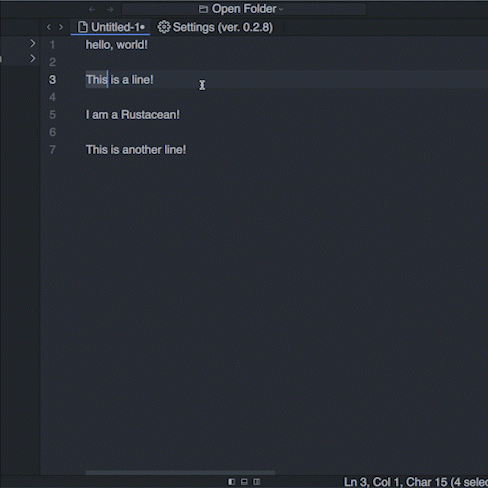 Open Folder
Untitled-1 Settings (ver. 0.2.8)
1 hello, world!
2
3 This is a line!
4
5 I am a Rustacean!
6
7 This is another line!
Ln 3, Col 1, Char 15 (4 selec